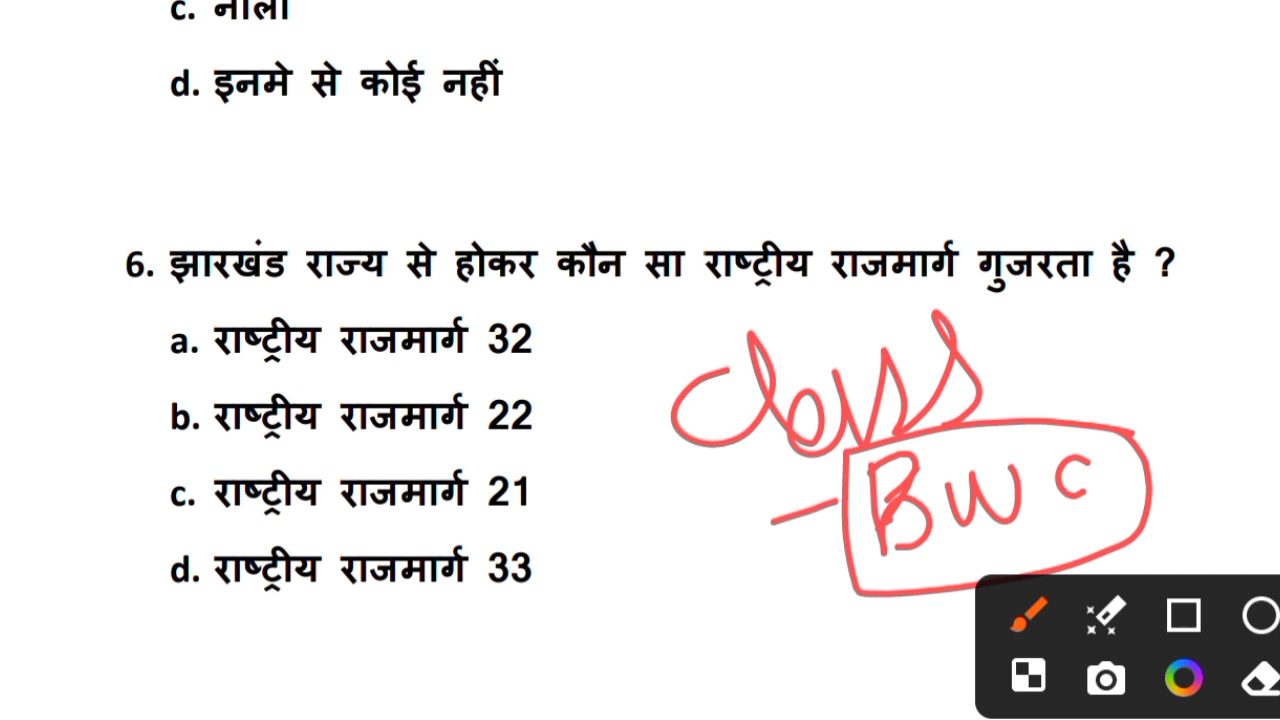 c. नीला
d. इनमे से कोई नहीं
6. झारखंड राज्य से होकर कौन सा राष्ट्रीय राजमार्ग गुजरता है ?
a. राष्ट्रीय राजमार्ग 32
b. राष्ट्रीय राजमार्ग 22
c. राष्ट्रीय राजमार्ग 21
d. राष्ट्रीय राजमार्ग 33
Class
- BWC